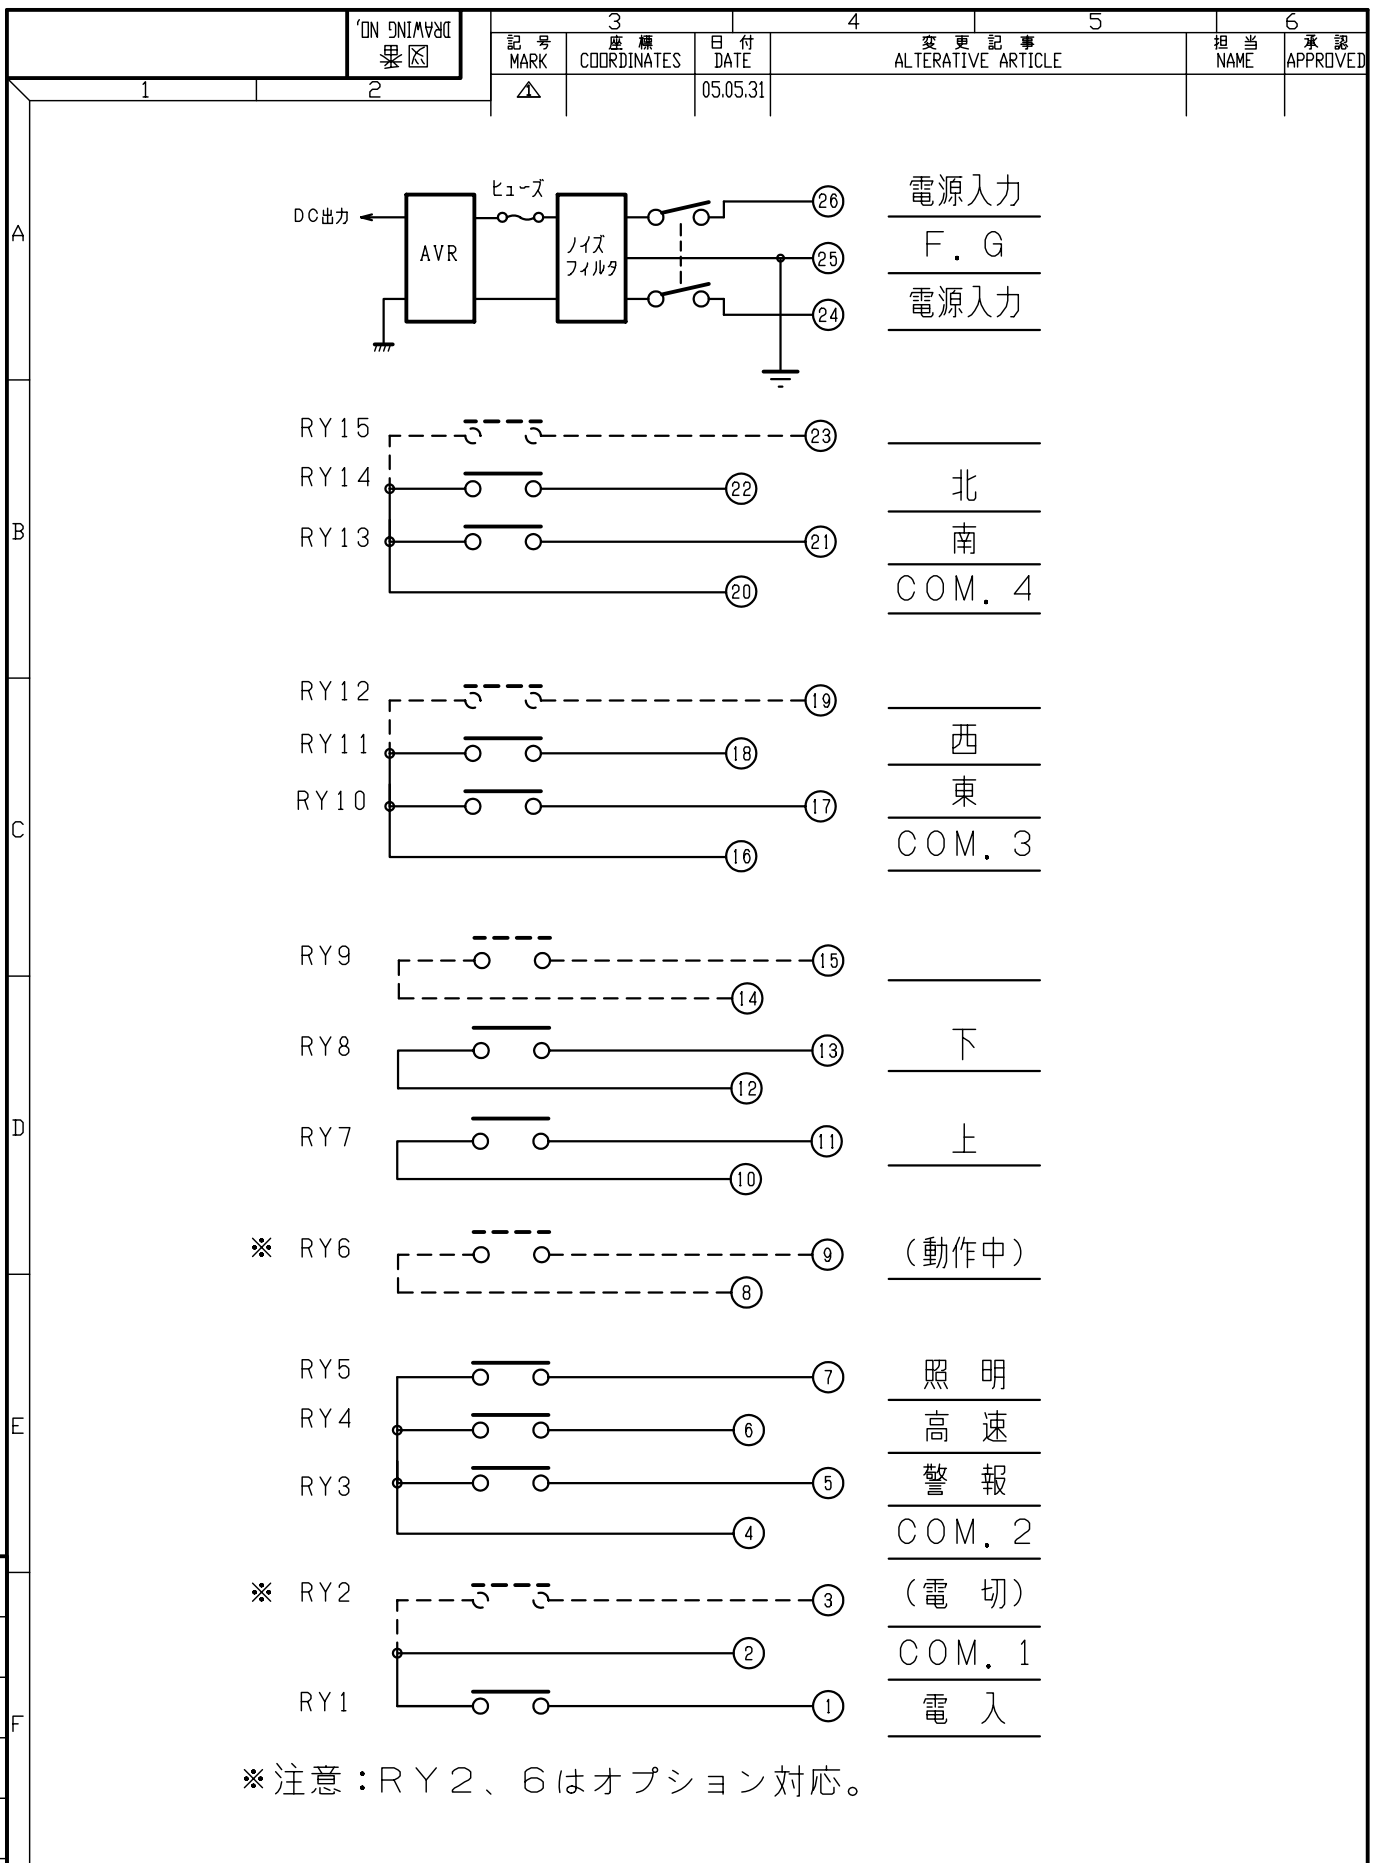 DRAWING NO.
図番
1 2 3 4 5 6
記号 座標 日付 変更記事 担当 承認
MARK COORDINATES DATE ALTERATIVE ARTICLE NAME APPROVED
1 05.05.31
A
B
C
D
E
F
DC出力 AVR ヒューズ ノイズ
フィルタ
26 電源入力
25 F.G
24 電源入力
RY15 23
RY14 22 北
RY13 21 南
20 COM.4
RY12 19
RY11 18 西
RY10 17 東
16 COM.3
RY9 15
14
RY8 13 下
12
RY7 11 上
10
※ RY6 9 (動作中)
8
RY5 7 照明
RY4 6 高速
RY3 5 警報
4 COM.2
※ RY2 3 (電切)
2 COM.1
RY1 1 電入
※注意：RY2、6はオプション対応。